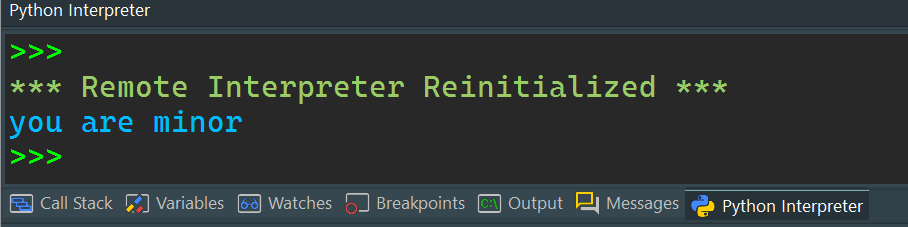 Python Interpreter
>>>
*** Remote Interpreter Reinitialized ***
you are minor
>>>
Call Stack Variables Watches Breakpoints C:\ Output Messages Python Interpreter